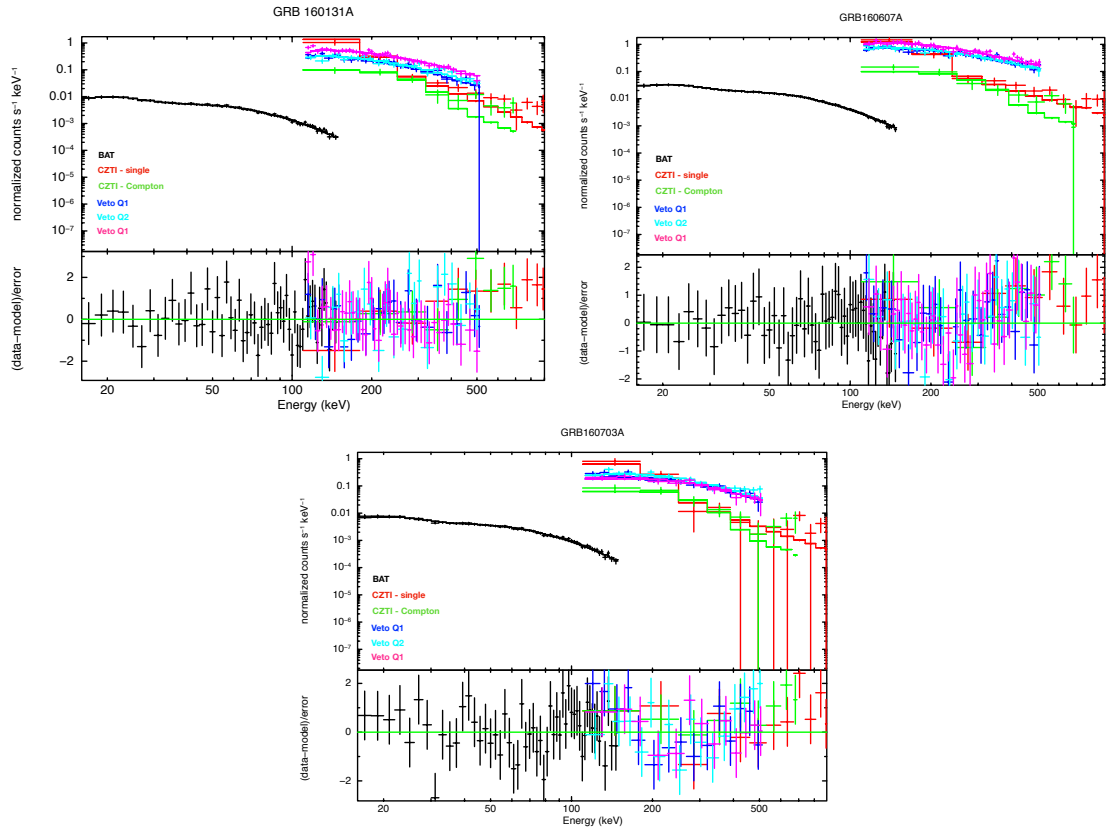 GRB 160131A
normalized counts s⁻¹ keV⁻¹
1
0.1
0.01
10⁻³
10⁻⁴
10⁻⁵
10⁻⁶
10⁻⁷
BAT
CZTI - single
CZTI - Compton
Veto Q1
Veto Q2
Veto Q1
(data−model)/error
2
0
−2
20 50 100 200 500
Energy (keV)
GRB160607A
normalized counts s⁻¹ keV⁻¹
1
0.1
0.01
10⁻³
10⁻⁴
10⁻⁵
10⁻⁶
10⁻⁷
BAT
CZTI - single
CZTI - Compton
Veto Q1
Veto Q2
Veto Q1
(data−model)/error
2
1
0
−1
−2
20 50 100 200 500
Energy (keV)
GRB160703A
normalized counts s⁻¹ keV⁻¹
1
0.1
0.01
10⁻³
10⁻⁴
10⁻⁵
10⁻⁶
10⁻⁷
BAT
CZTI - single
CZTI - Compton
Veto Q1
Veto Q2
Veto Q1
(data−model)/error
2
0
−2
20 50 100 200 500
Energy (keV)